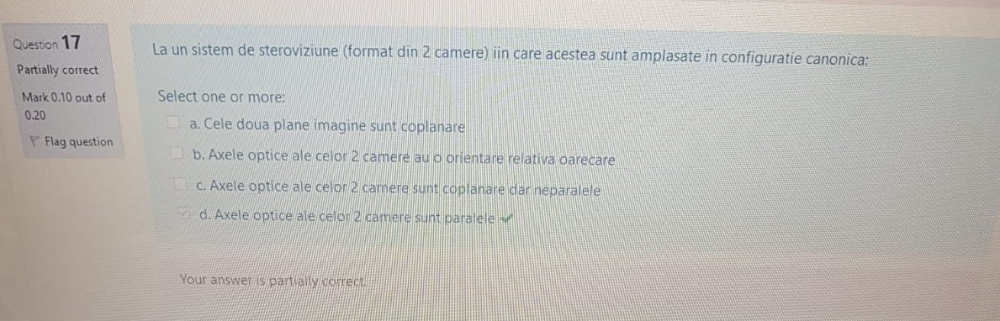 Question 17
Partially correct
Mark 0.10 out of
0.20
Flag question
La un sistem de steroviziune (format din 2 camere) iin care acestea sunt amplasate in configuratie canonica:
Select one or more:
a. Cele doua plane imagine sunt coplanare
b. Axele optice ale celor 2 camere au o orientare relativa oarecare
c. Axele optice ale celor 2 camere sunt coplanare dar neparalele
d. Axele optice ale celor 2 camere sunt paralele
Your answer is partially correct.